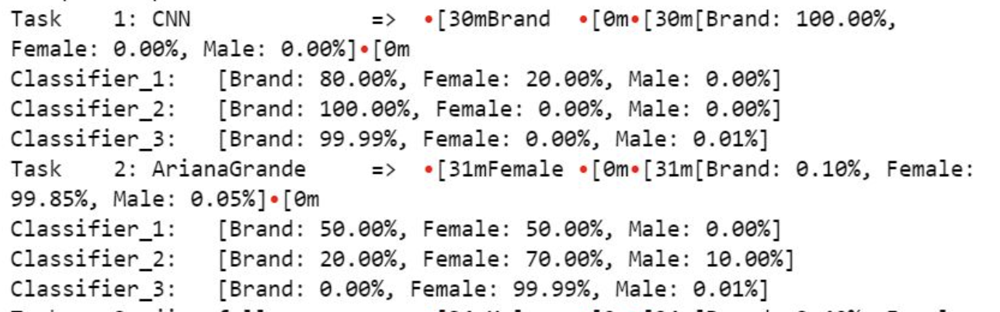 Task    1: CNN              =>  •[30mBrand  •[0m•[30m[Brand: 100.00%,
Female: 0.00%, Male: 0.00%]•[0m
Classifier_1:   [Brand: 80.00%, Female: 20.00%, Male: 0.00%]
Classifier_2:   [Brand: 100.00%, Female: 0.00%, Male: 0.00%]
Classifier_3:   [Brand: 99.99%, Female: 0.00%, Male: 0.01%]
Task    2: ArianaGrande     =>  •[31mFemale •[0m•[31m[Brand: 0.10%, Female:
99.85%, Male: 0.05%]•[0m
Classifier_1:   [Brand: 50.00%, Female: 50.00%, Male: 0.00%]
Classifier_2:   [Brand: 20.00%, Female: 70.00%, Male: 10.00%]
Classifier_3:   [Brand: 0.00%, Female: 99.99%, Male: 0.01%]